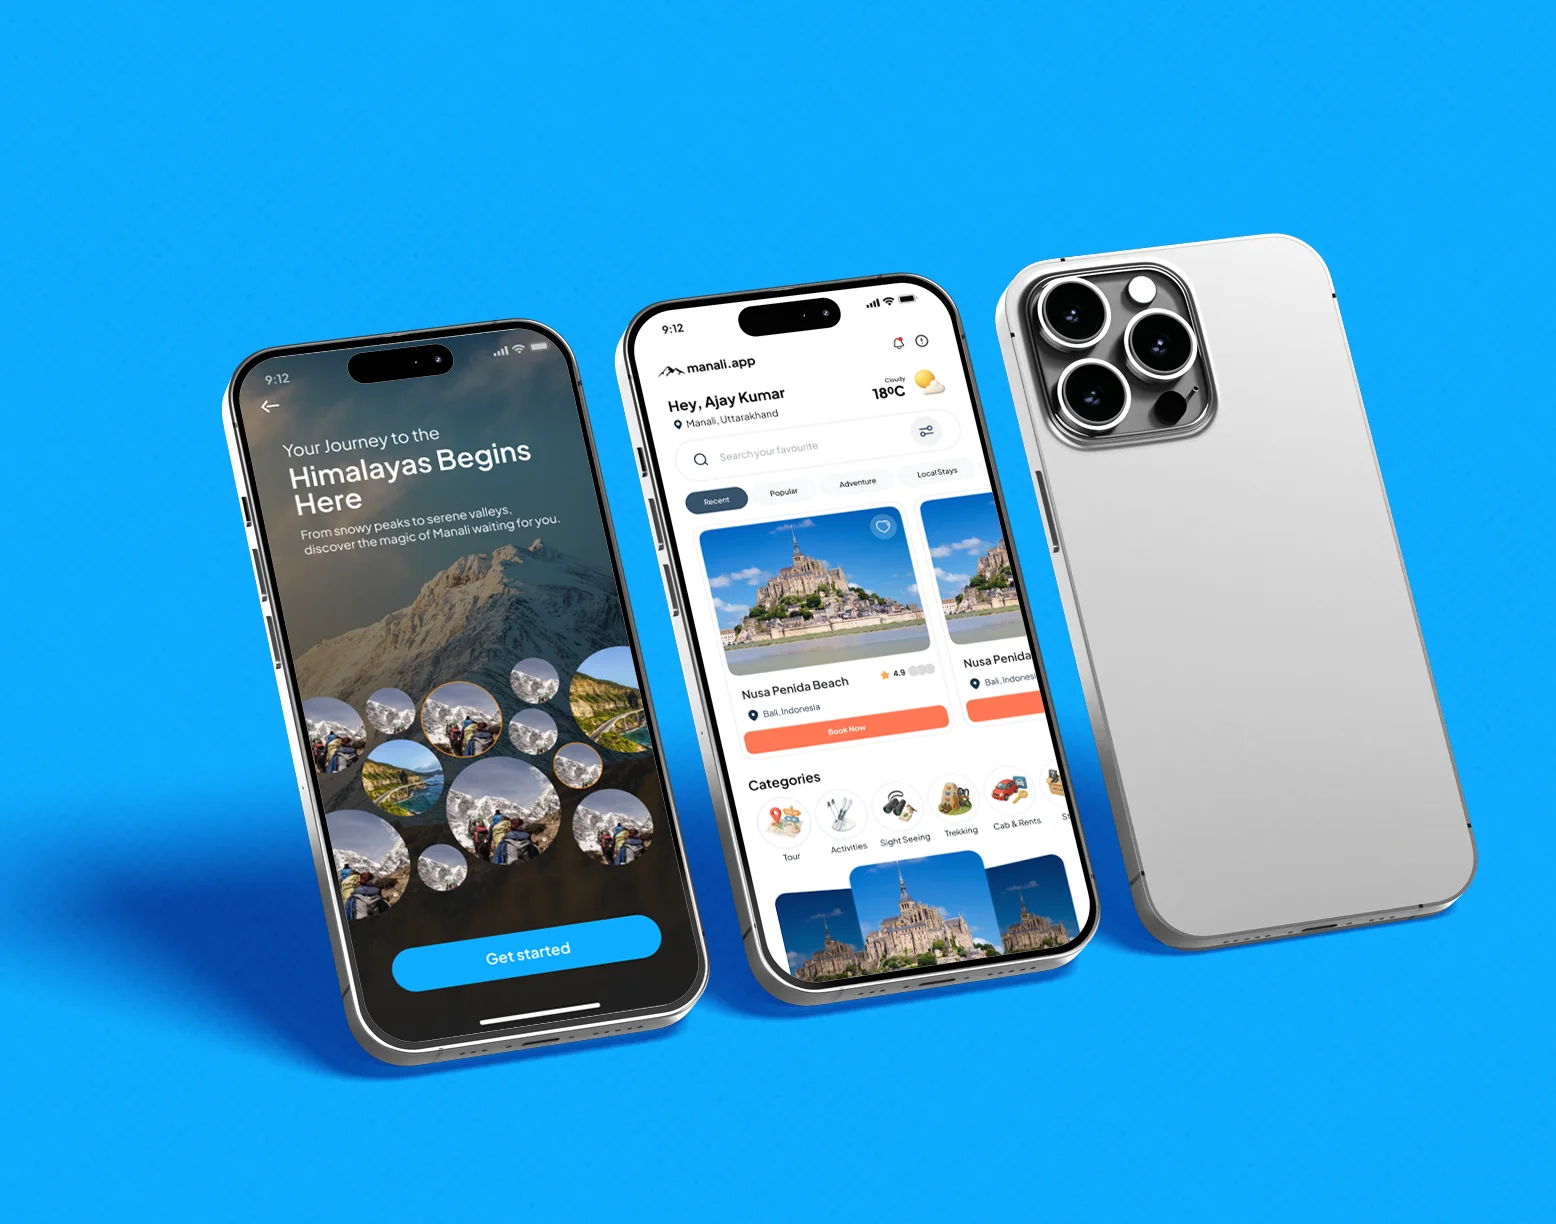 9:12
Your Journey to the
Himalayas Begins
Here
From snowy peaks to serene valleys,
discover the magic of Manali waiting for you.
Get started
9:12
manali.app
Hey, Ajay Kumar
Manali, Uttarakhand
Cloudy
18°C
Search your favourite
Recent
Popular
Adventure
Local Stays
Nusa Penida Beach
4.9
Bali, Indonesia
Book Now
Nusa Penida
Bali, Indonesi
Categories
Tour
Activities
Sight Seeing
Trekking
Cab & Rents